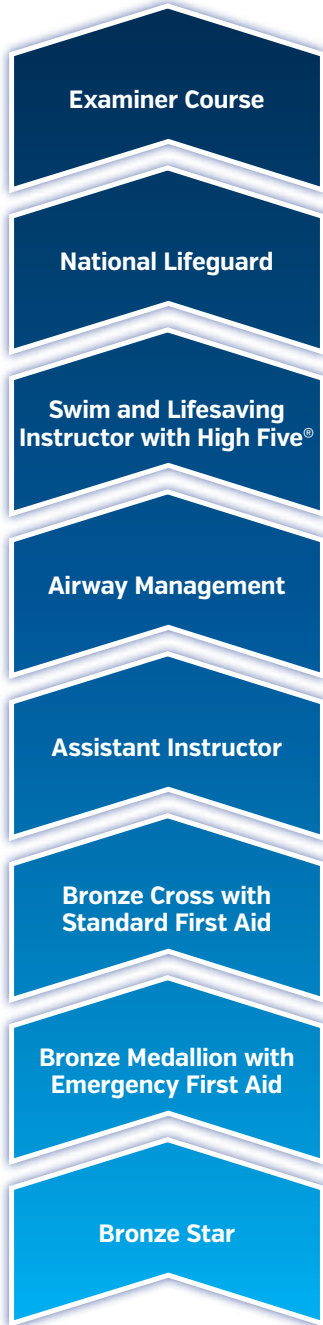 Examiner Course
National Lifeguard
Swim and Lifesaving
Instructor with High Five®
Airway Management
Assistant Instructor
Bronze Cross with
Standard First Aid
Bronze Medallion with
Emergency First Aid
Bronze Star